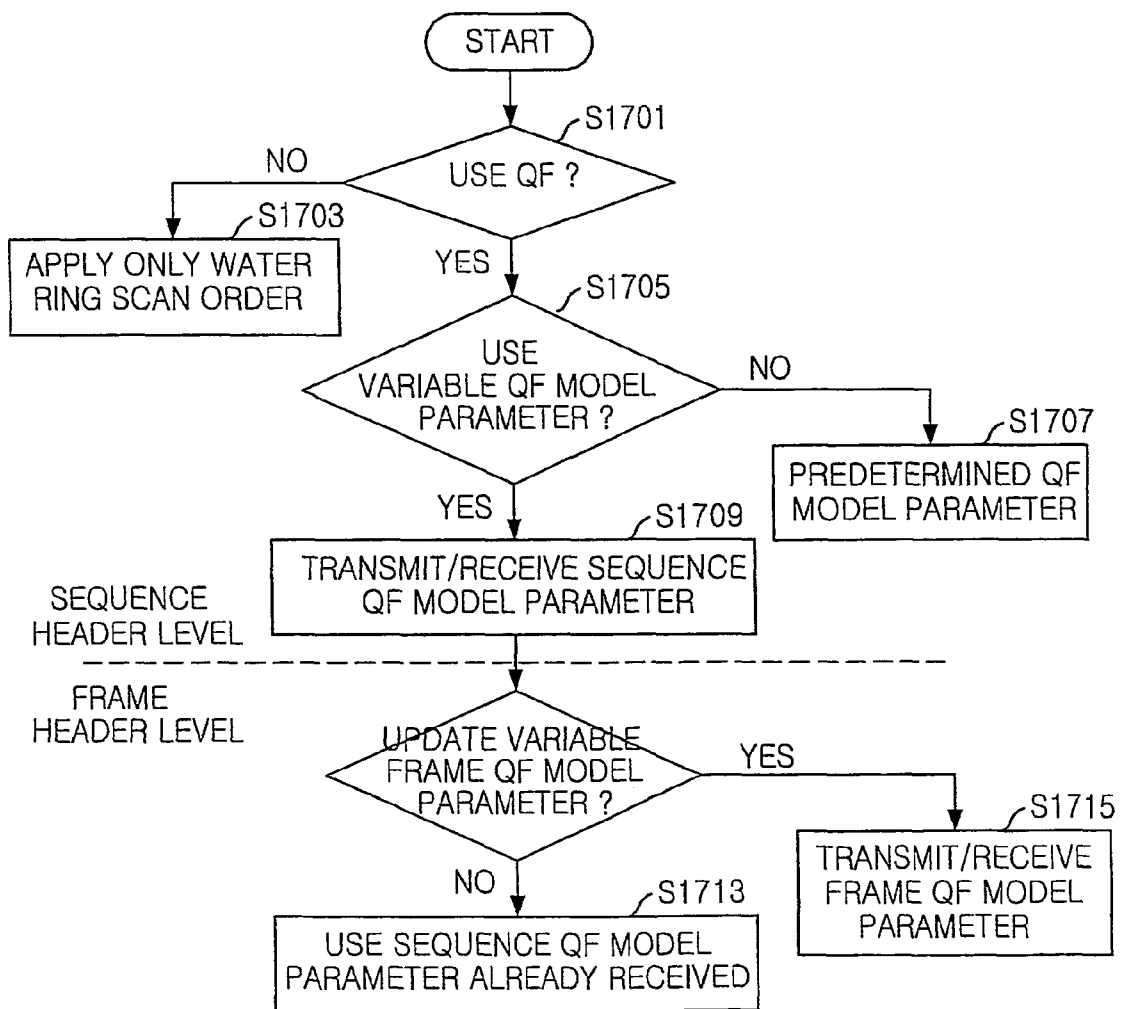 START
S1701
USE QF ?
NO
S1703
APPLY ONLY WATER
RING SCAN ORDER
YES
S1705
USE
VARIABLE QF MODEL
PARAMETER ?
NO
S1707
PREDETERMINED QF
MODEL PARAMETER
YES
S1709
TRANSMIT/RECEIVE SEQUENCE
QF MODEL PARAMETER
SEQUENCE
HEADER LEVEL
FRAME
HEADER LEVEL
UPDATE VARIABLE
FRAME QF MODEL
PARAMETER ?
YES
S1715
TRANSMIT/RECEIVE
FRAME QF MODEL
PARAMETER
NO
S1713
USE SEQUENCE QF MODEL
PARAMETER ALREADY RECEIVED